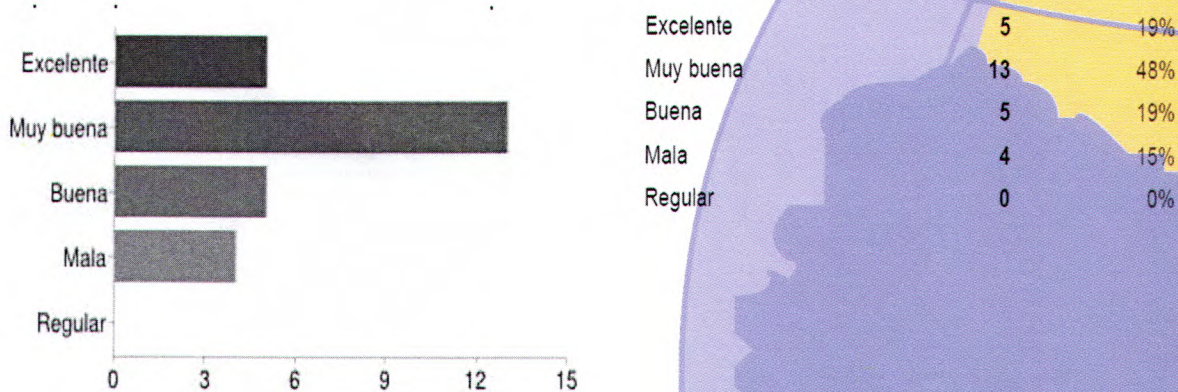 Excelente
Muy buena
Buena
Mala
Regular
0 3 6 9 12 15
Excelente 5 19%
Muy buena 13 48%
Buena 5 19%
Mala 4 15%
Regular 0 0%